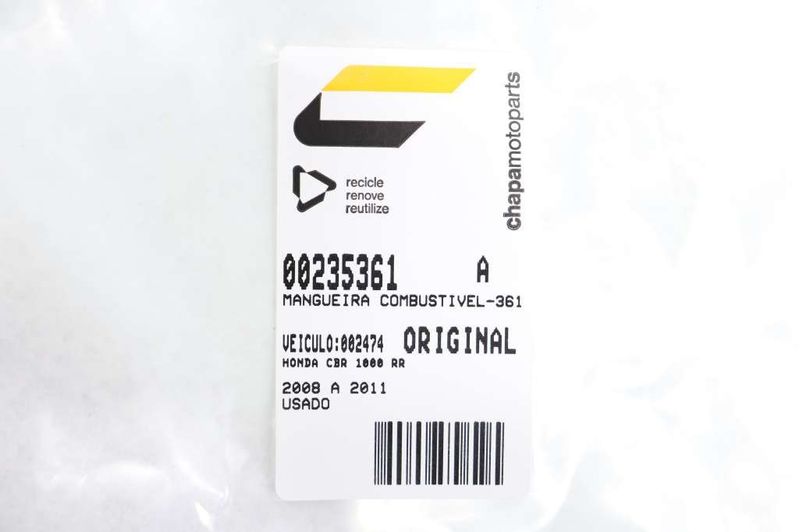 chapamotoparts
recicle
renove
reutilize
00235361 A
MANGUEIRA COMBUSTIVEL-361
VEICULO:002474 ORIGINAL
HONDA CBR 1000 RR
2008 A 2011
USADO